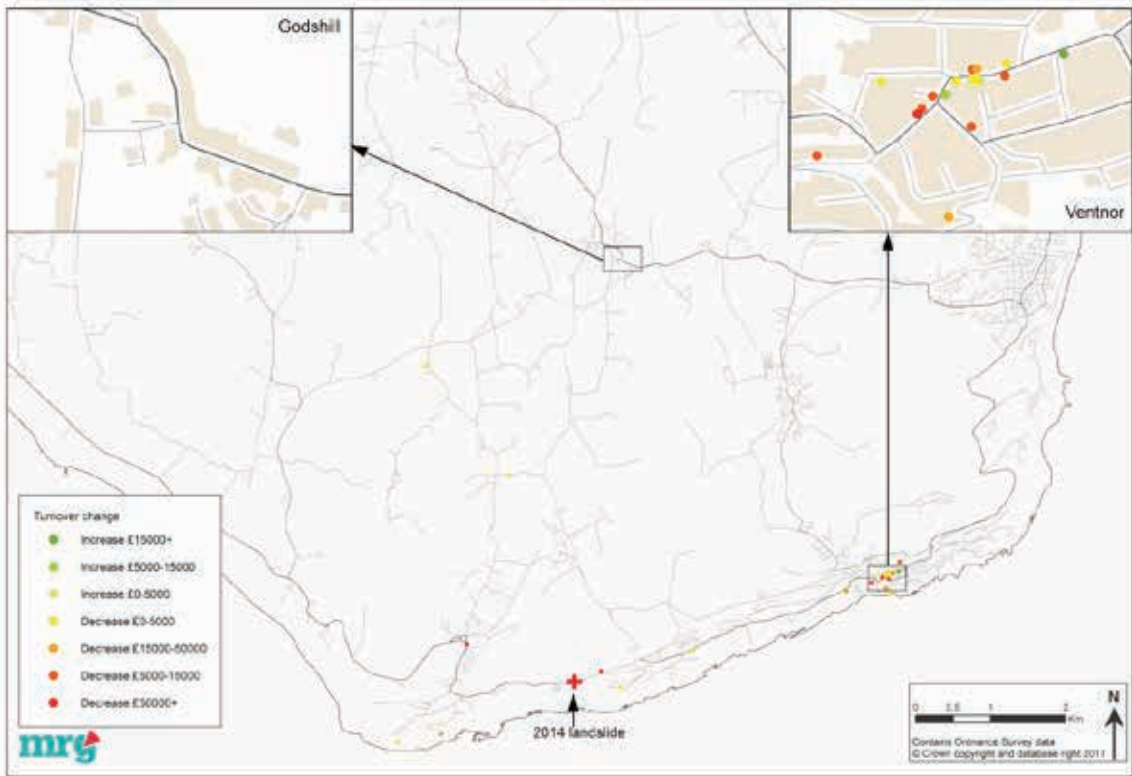 Godshill
Ventnor
Turnover change
Increase £15000+
Increase £5000-15000
Increase £0-5000
Decrease £0-5000
Decrease £15000-50000
Decrease £5000-15000
Decrease £50000+
mrg
2014 landslide
N
0 0.5 1 2
Km
Contains Ordnance Survey data
© Crown copyright and database right 2017